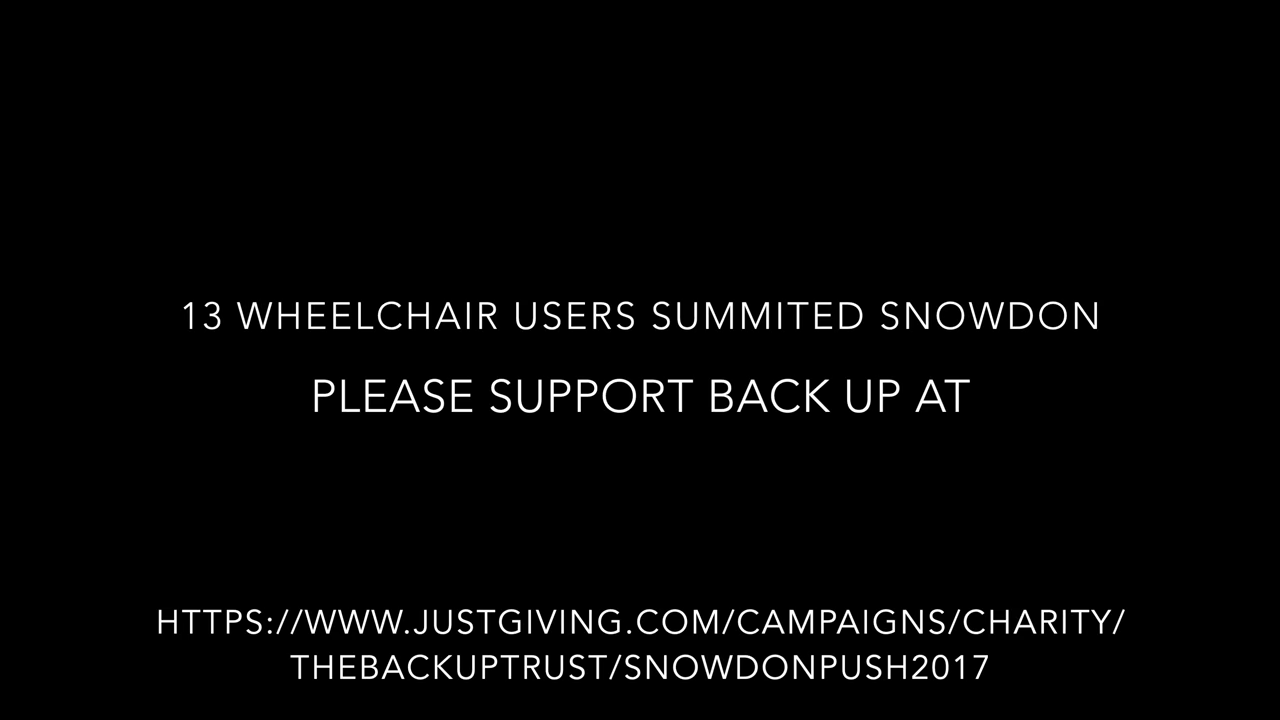 13 WHEELCHAIR USERS SUMMITED SNOWDON
PLEASE SUPPORT BACK UP AT
HTTPS://WWW.JUSTGIVING.COM/CAMPAIGNS/CHARITY/
THEBACKUPTRUST/SNOWDONPUSH2017